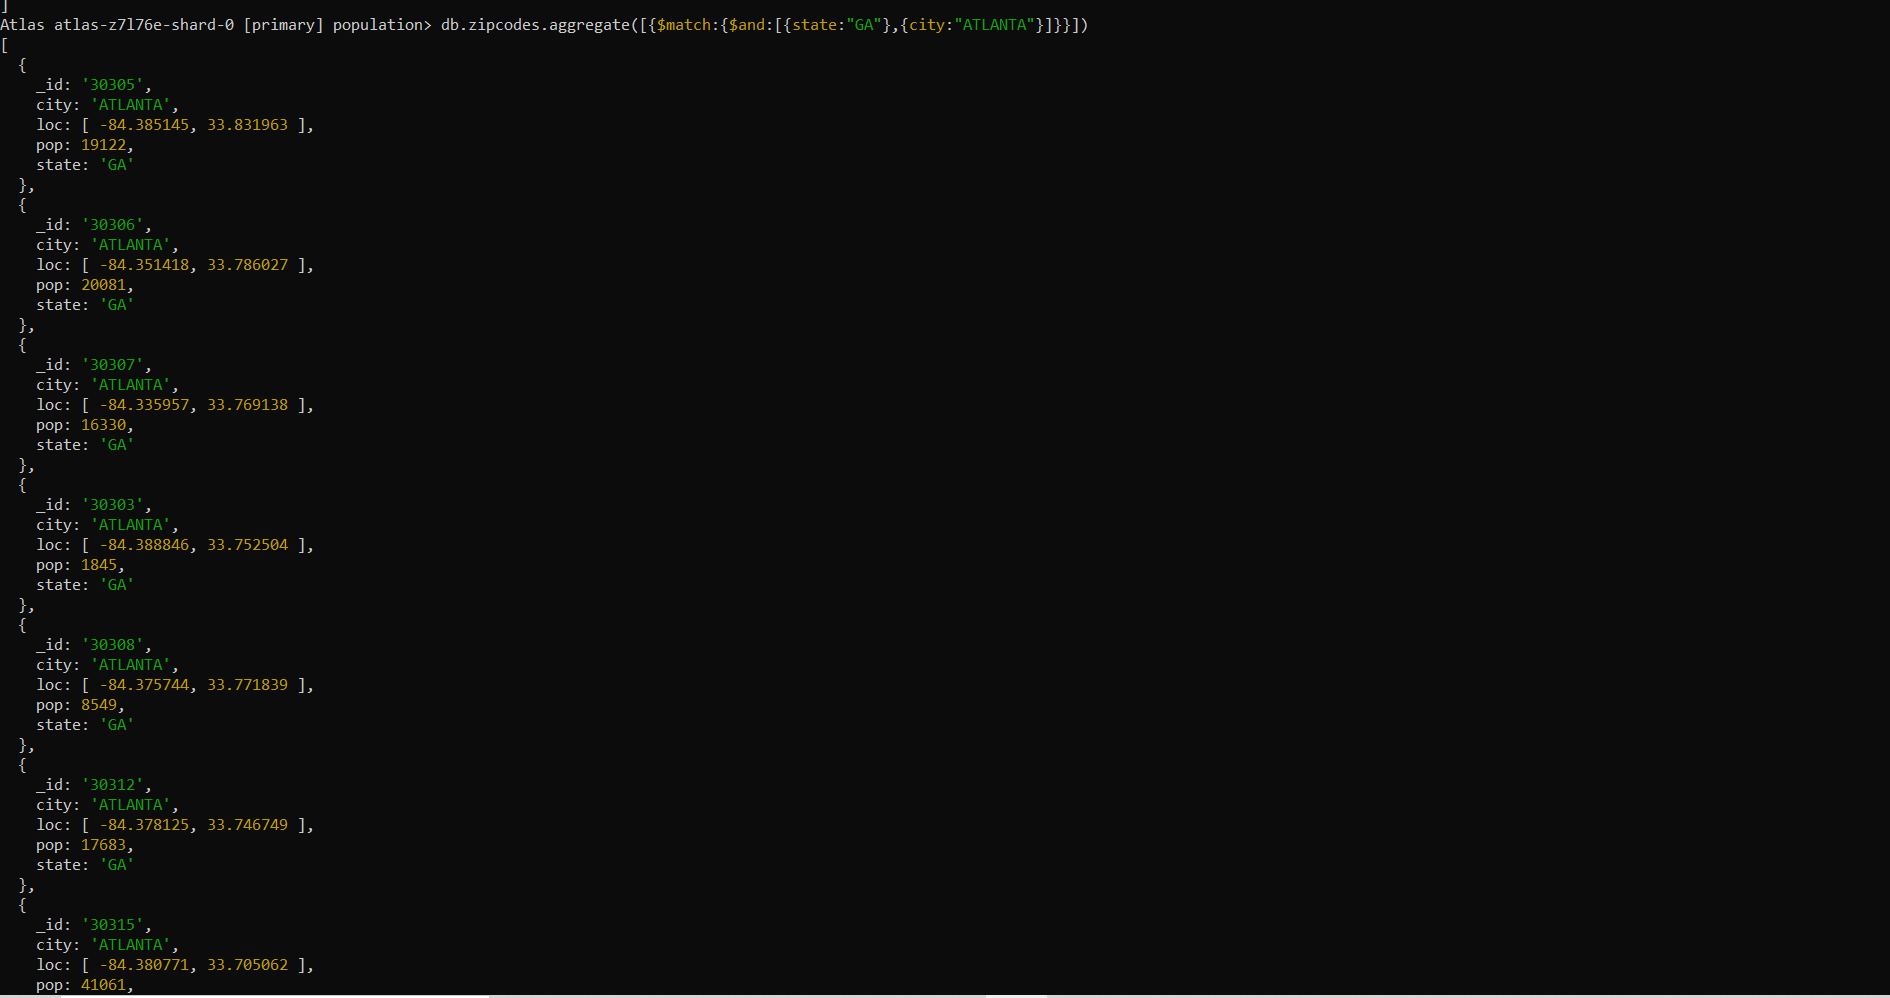 ]
Atlas atlas-z7l76e-shard-0 [primary] population> db.zipcodes.aggregate([{$match:{$and:[{state:"GA"},{city:"ATLANTA"}]}}])
[
  {
    _id: '30305',
    city: 'ATLANTA',
    loc: [ -84.385145, 33.831963 ],
    pop: 19122,
    state: 'GA'
  },
  {
    _id: '30306',
    city: 'ATLANTA',
    loc: [ -84.351418, 33.786027 ],
    pop: 20081,
    state: 'GA'
  },
  {
    _id: '30307',
    city: 'ATLANTA',
    loc: [ -84.335957, 33.769138 ],
    pop: 16330,
    state: 'GA'
  },
  {
    _id: '30303',
    city: 'ATLANTA',
    loc: [ -84.388846, 33.752504 ],
    pop: 1845,
    state: 'GA'
  },
  {
    _id: '30308',
    city: 'ATLANTA',
    loc: [ -84.375744, 33.771839 ],
    pop: 8549,
    state: 'GA'
  },
  {
    _id: '30312',
    city: 'ATLANTA',
    loc: [ -84.378125, 33.746749 ],
    pop: 17683,
    state: 'GA'
  },
  {
    _id: '30315',
    city: 'ATLANTA',
    loc: [ -84.380771, 33.705062 ],
    pop: 41061,